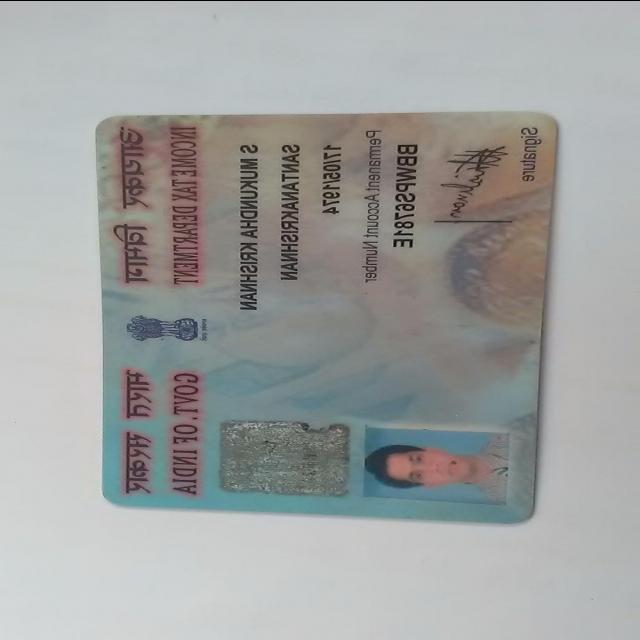 आयकर विभाग भारत सरकार
INCOME TAX DEPARTMENT GOVT. OF INDIA
S MUKUNDHA KRISHNAN
SANTANAKRISHNAN
17/05/1974
Permanent Account Number
BBWPS6781E
Signature